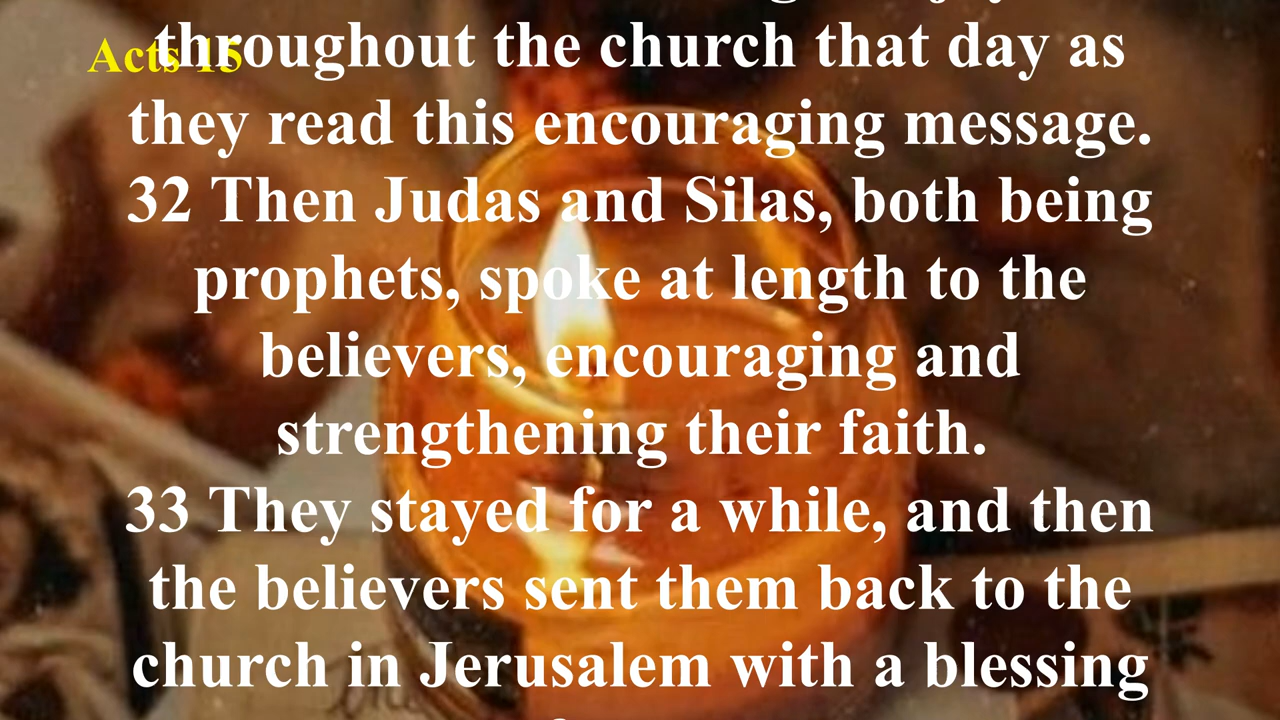 Acts 15
throughout the church that day as
they read this encouraging message.
32 Then Judas and Silas, both being
prophets, spoke at length to the
believers, encouraging and
strengthening their faith.
33 They stayed for a while, and then
the believers sent them back to the
church in Jerusalem with a blessing
the